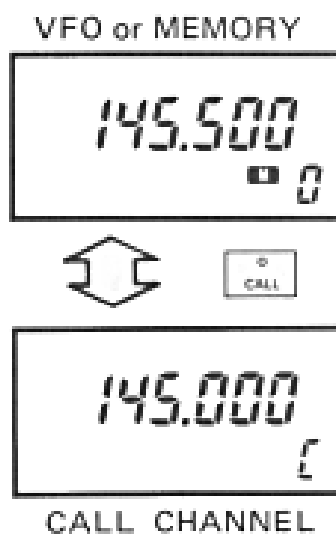 VFO or MEMORY
145.500
M 0
CALL
145.000
C
CALL CHANNEL